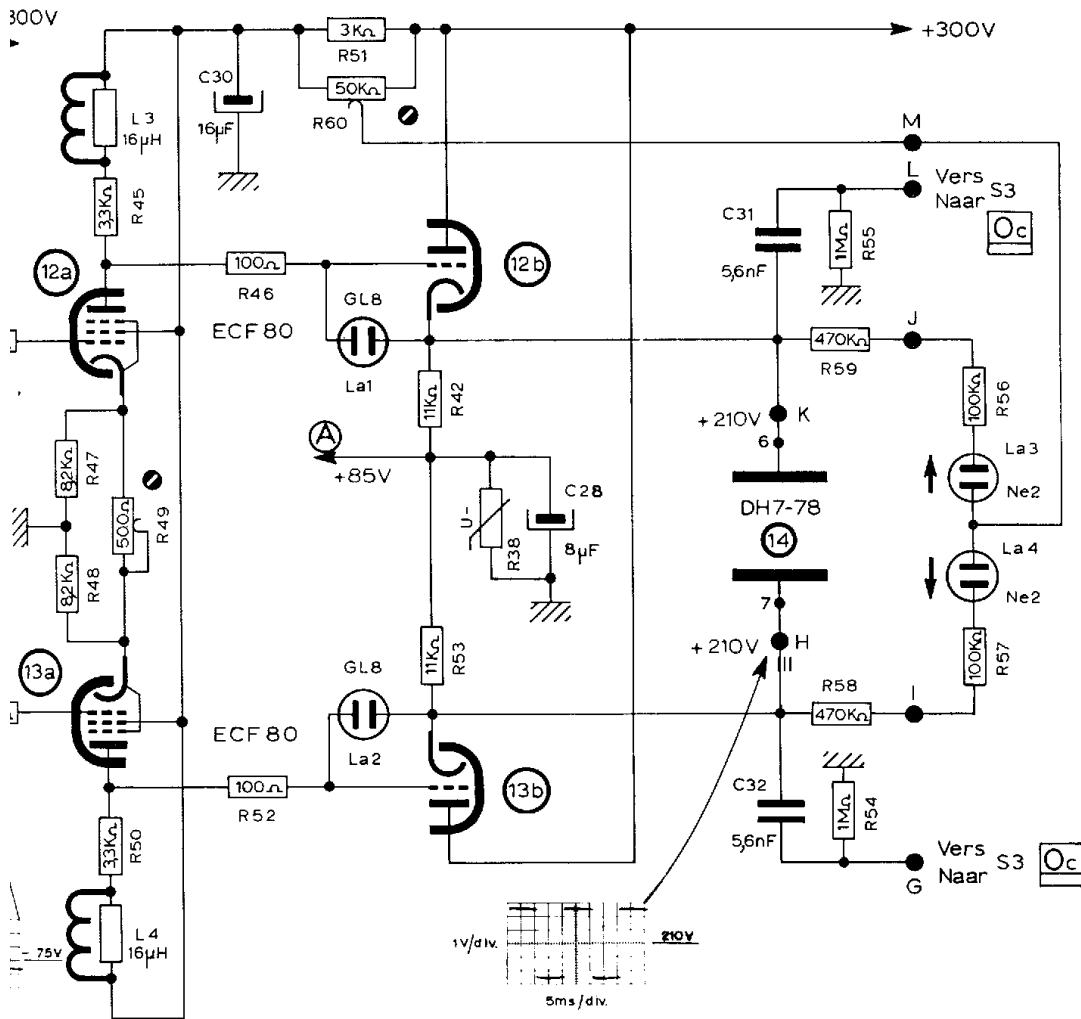 300V
3KΩ
R51
+300V
C30
16µF
50KΩ
R60
L3
16µH
3,3KΩ
R45
M
L
Vers
Naar
S3
Oc
C31
5,6nF
1MΩ
R55
12a
100Ω
R46
12b
ECF80
GL8
La1
J
470KΩ
R59
11KΩ
R42
100KΩ
R56
+210V
K
6
A
+85V
La3
Ne2
8,2KΩ
R47
500Ω
R49
U-
R38
C28
8µF
DH7-78
14
La4
Ne2
8,2KΩ
R48
7
+210V
H
III
11KΩ
R53
100KΩ
R57
13a
GL8
La2
R58
470KΩ
I
ECF80
100Ω
R52
13b
C32
5,6nF
1MΩ
R54
3,3KΩ
R50
Vers
Naar
S3
Oc
G
L4
16µH
- 75V
1V/div.
210V
5ms/div.